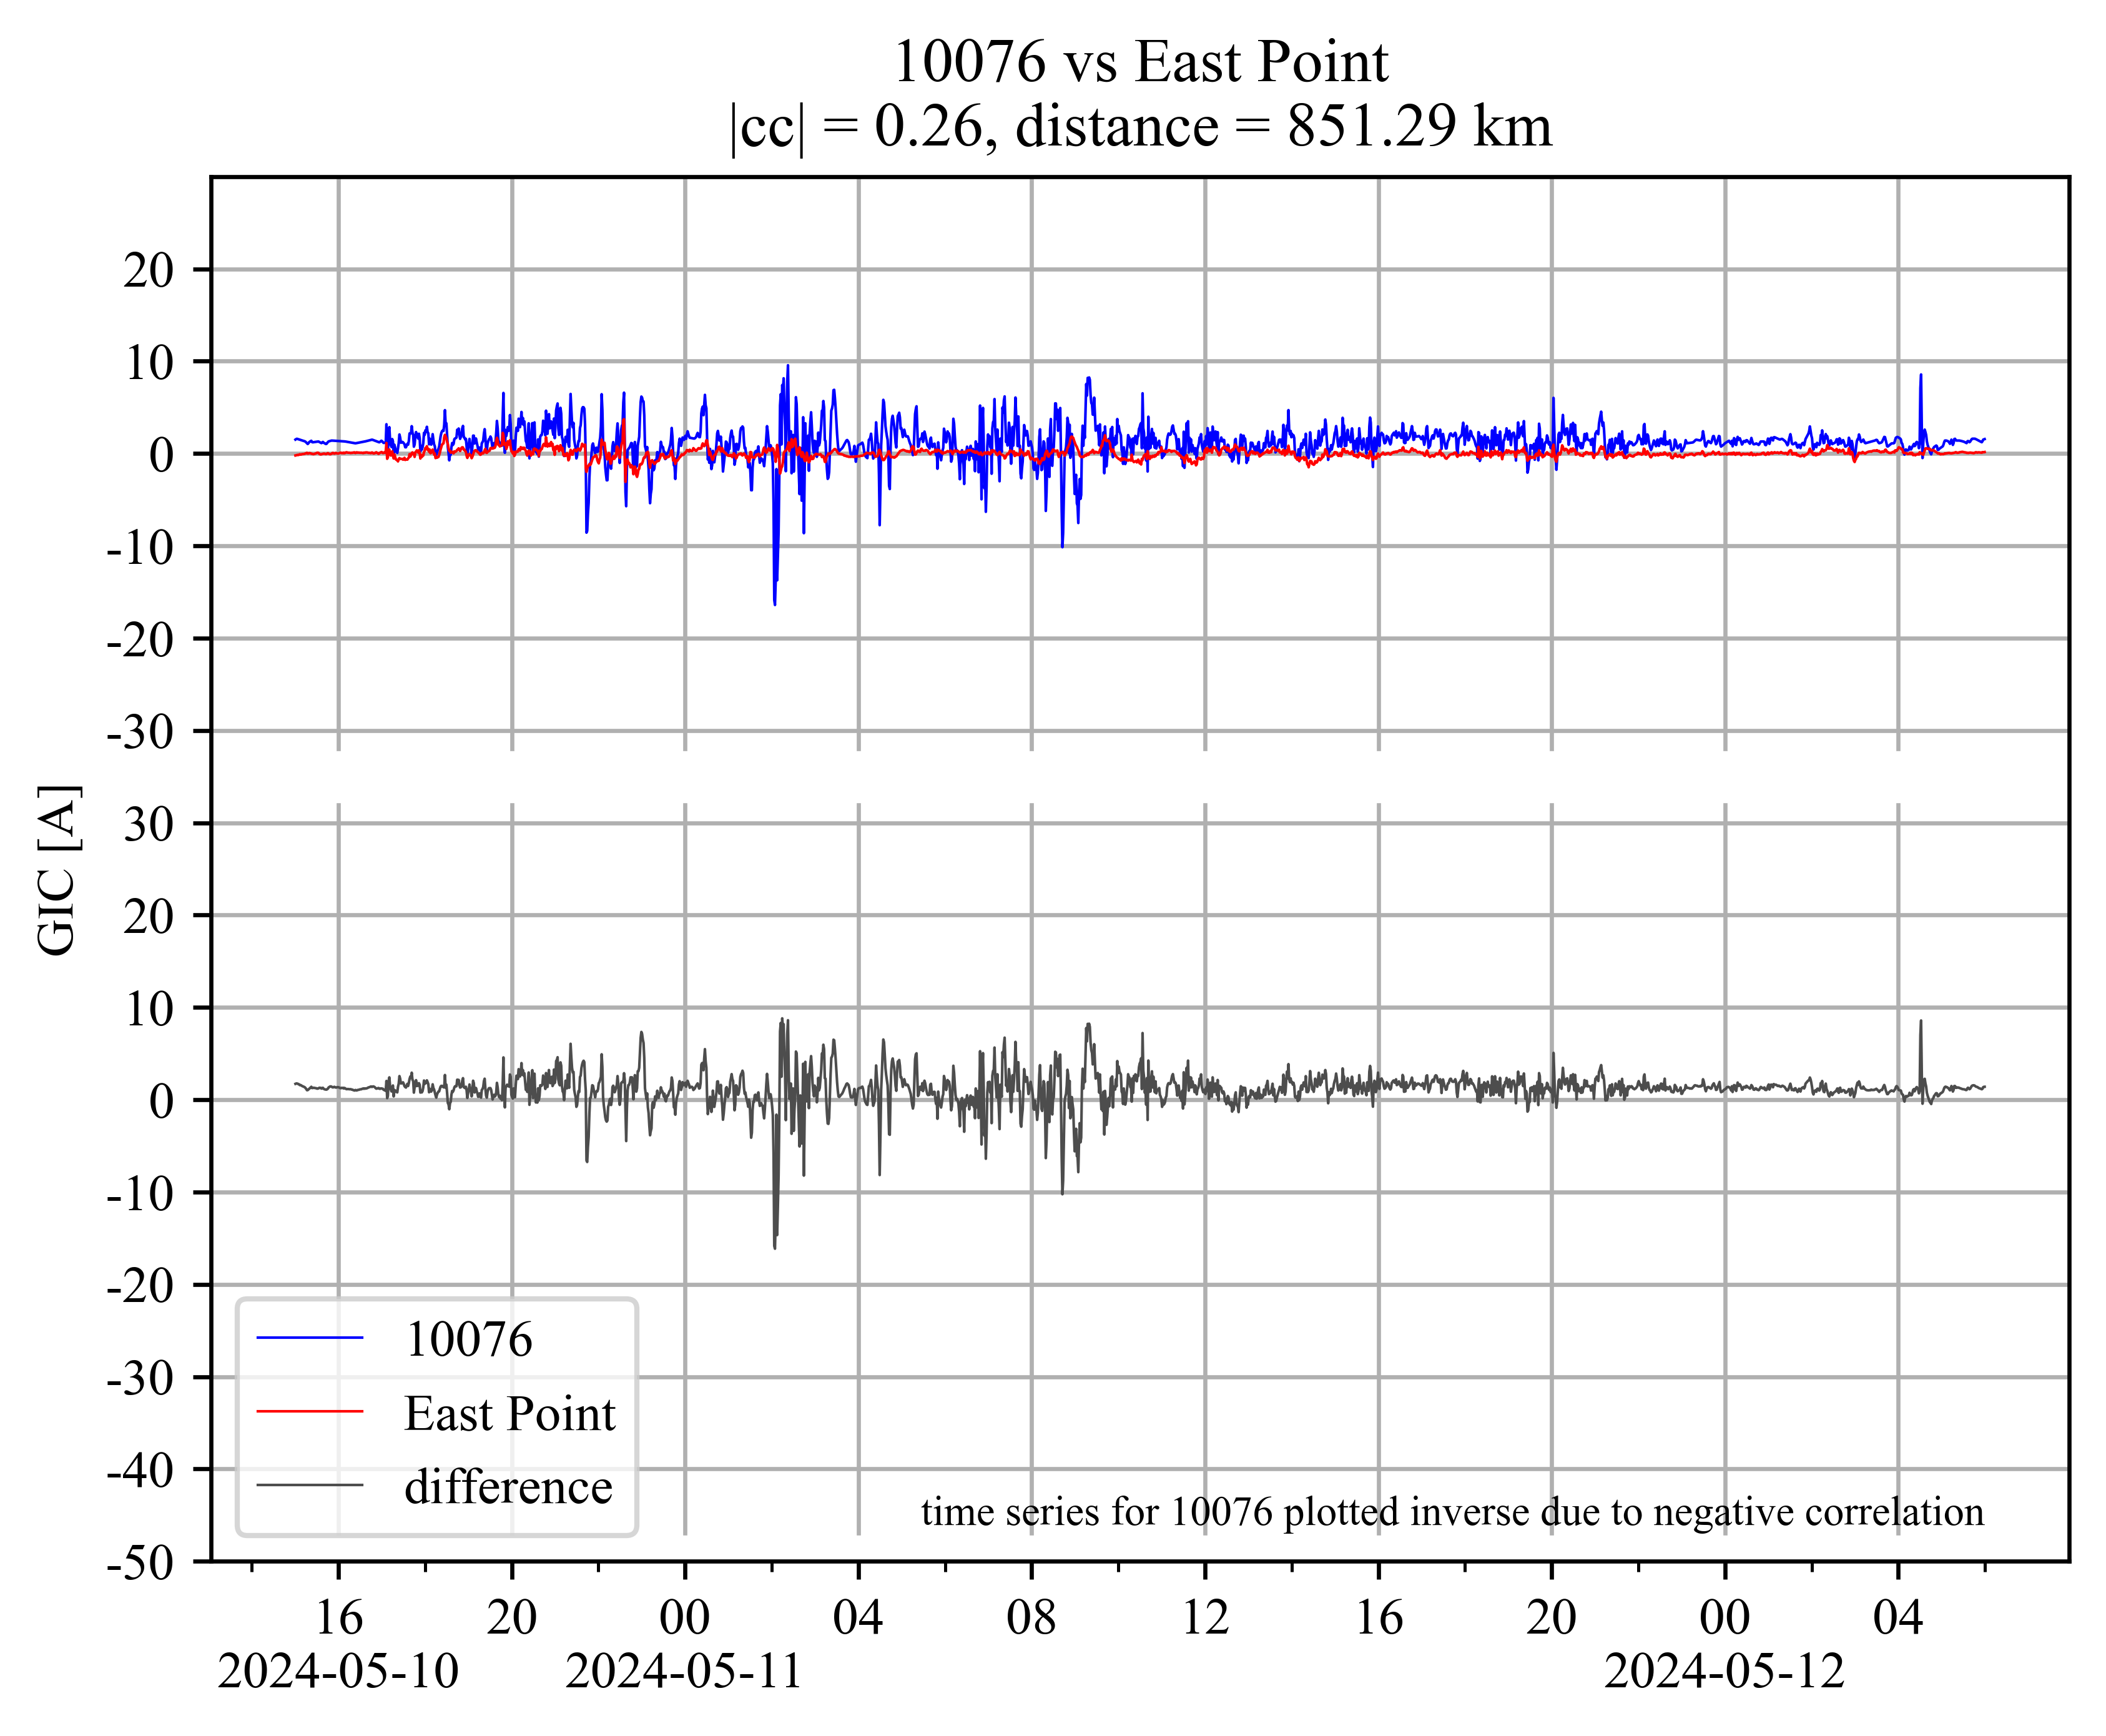 10076 vs East Point
|cc| = 0.26, distance = 851.29 km
20
10
0
-10
-20
-30
30
20
10
0
-10
-20
-30
-40
-50
GIC [A]
10076
East Point
difference
time series for 10076 plotted inverse due to negative correlation
16 20 00 04 08 12 16 20 00 04
2024-05-10 2024-05-11 2024-05-12